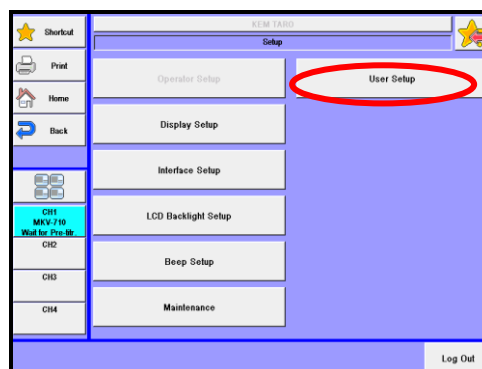 KEM TARO
Setup
Shortcut
Print
Home
Back
CH1
MKV-710
Wait for Pre-titr.
CH2
CH3
CH4
Operator Setup
User Setup
Display Setup
Interface Setup
LCD Backlight Setup
Beep Setup
Maintenance
Log Out